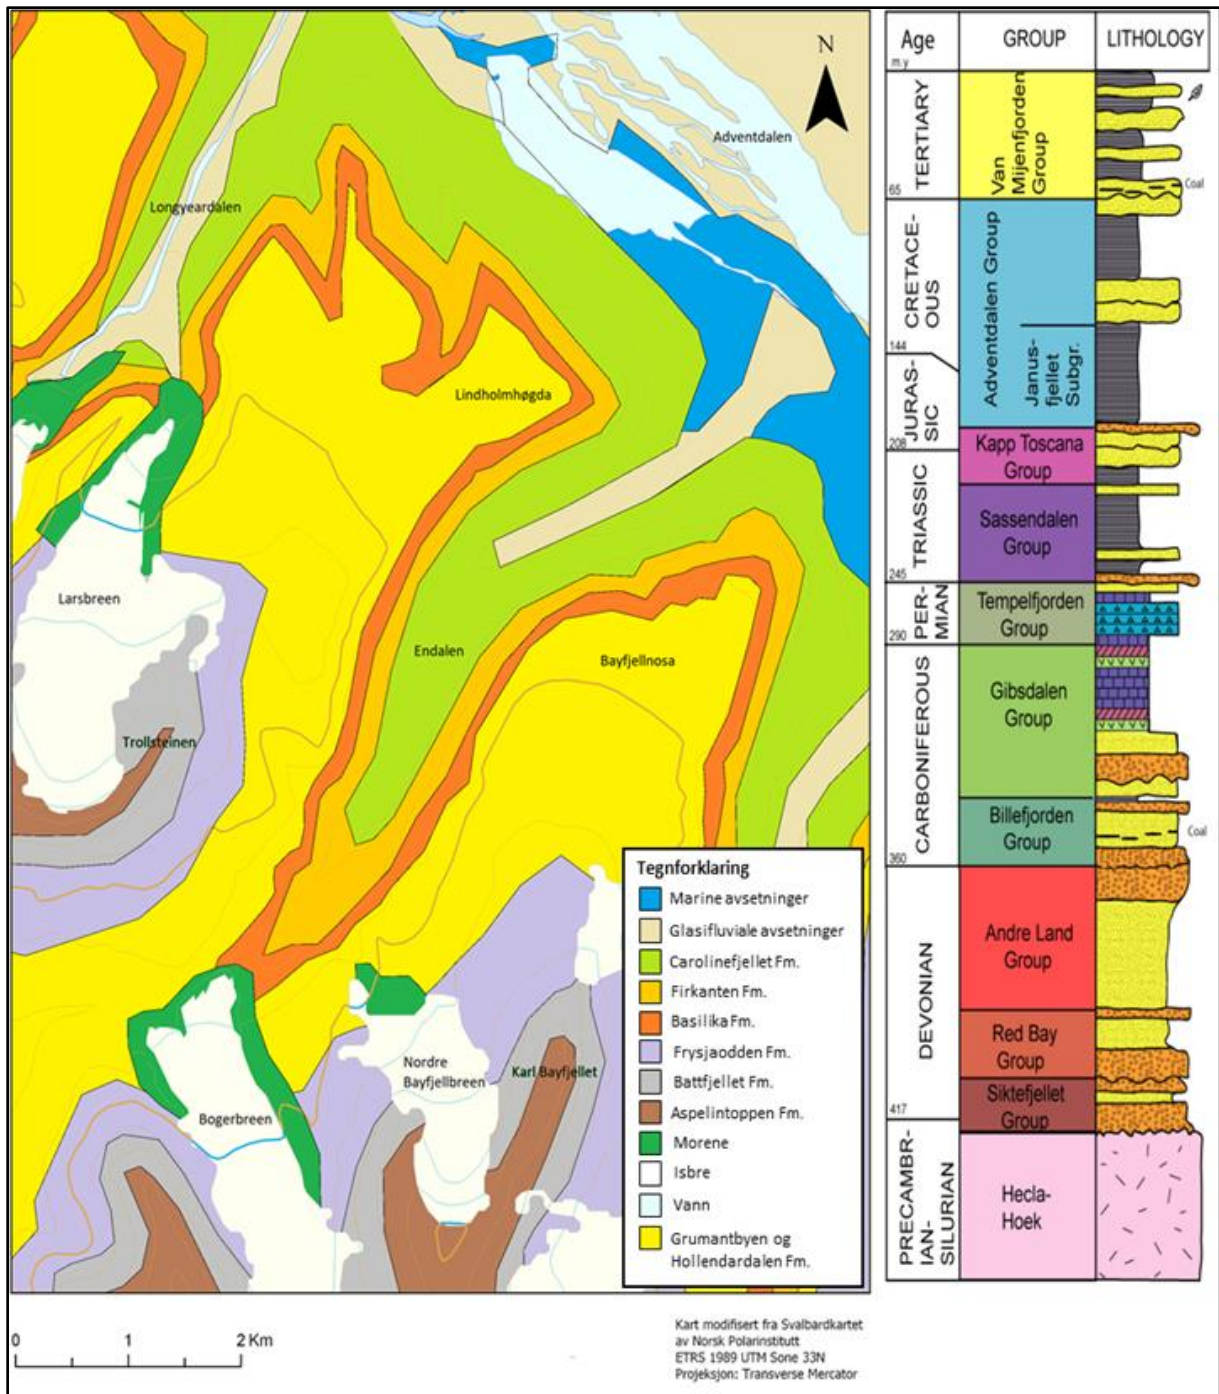 N
Adventdalen
Longyeardalen
Lindholmhøgda
Larsbreen
Endalen
Bayfjellnosa
Trollsteinen
Nordre
Bayfjellbreen
Karl Bayfjellet
Bogerbreen
Tegnforklaring
Marine avsetninger
Glasifluviale avsetninger
Carolinefjellet Fm.
Firkanten Fm.
Basilika Fm.
Frysjaodden Fm.
Battfjellet Fm.
Aspelintoppen Fm.
Morene
Isbre
Vann
Grumantbyen og
Hollendardalen Fm.
0 1 2 Km
Kart modifisert fra Svalbardkartet
av Norsk Polarinstitutt
ETRS 1989 UTM Sone 33N
Projeksjon: Transverse Mercator
Age
m.y
GROUP
LITHOLOGY
TERTIARY
65
Van
Mijenfjorden
Group
Coal
CRETACE-
OUS
144
Adventdalen Group
Janus-
fjellet
Subgr.
JURAS-
SIC
208
Kapp Toscana
Group
TRIASSIC
245
Sassendalen
Group
PER-
MIAN
290
Tempelfjorden
Group
CARBONIFEROUS
360
Gibsdalen
Group
Billefjorden
Group
Coal
DEVONIAN
417
Andre Land
Group
Red Bay
Group
Siktefjellet
Group
PRECAMBR-
IAN-
SILURIAN
Hecla-
Hoek